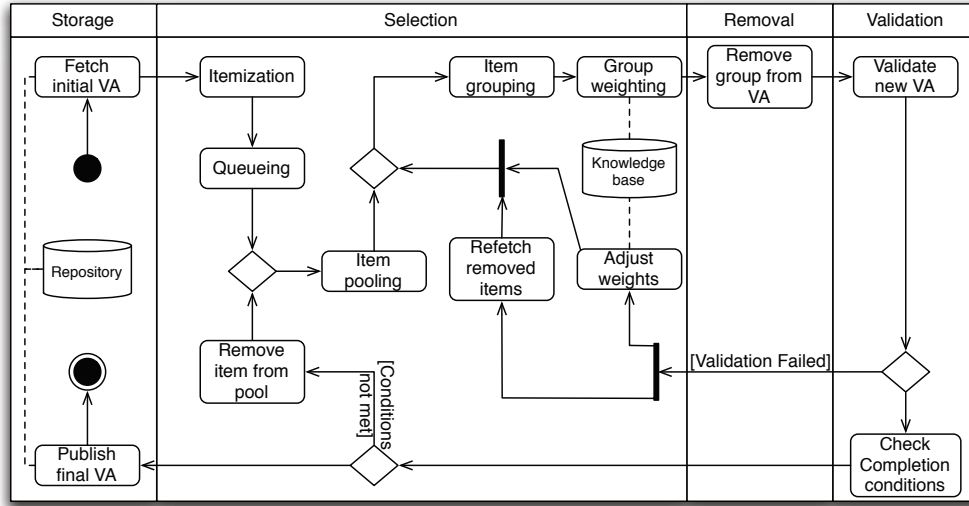 Storage
Selection
Removal
Validation
Fetch
initial VA
Itemization
Item
grouping
Group
weighting
Remove
group from
VA
Validate
new VA
Queueing
Knowledge
base
Repository
Item
pooling
Refetch
removed
items
Adjust
weights
Remove
item from
pool
[Conditions
not met]
[Validation Failed]
Publish
final VA
Check
Completion
conditions